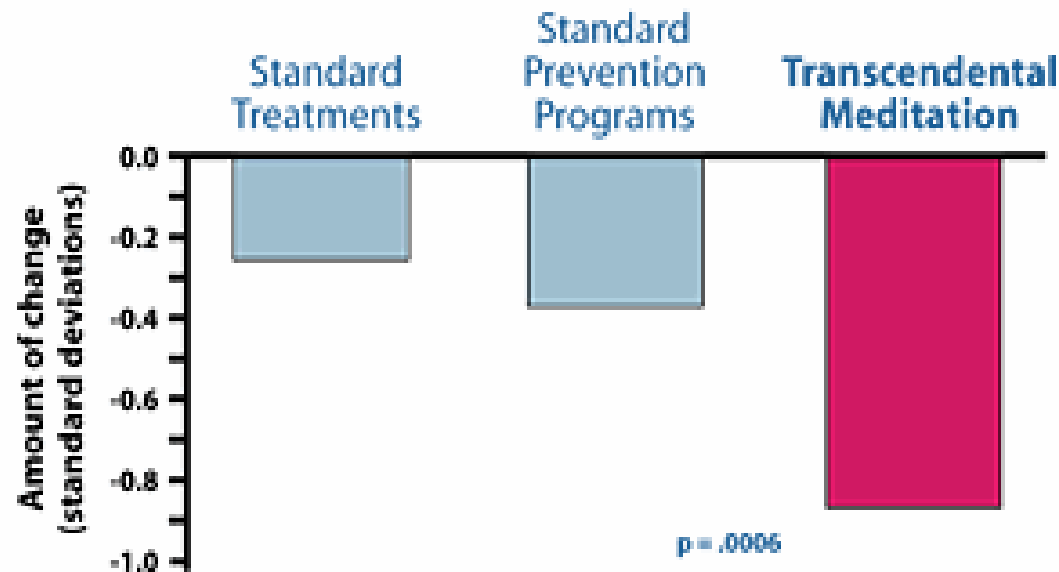 Standard
Treatments
Standard
Prevention
Programs
Transcendental
Meditation
0.0
-0.2
-0.4
-0.6
-0.8
-1.0
Amount of change
(standard deviations)
p = .0006